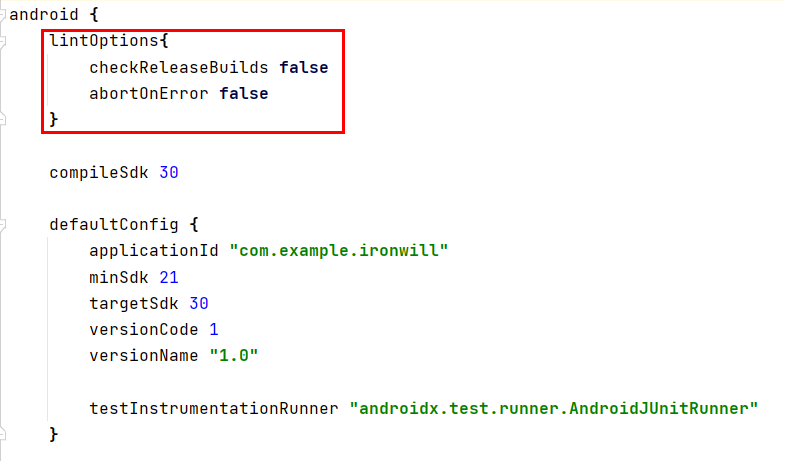 android {
lintOptions{
checkReleaseBuilds false
abortOnError false
}
compileSdk 30
defaultConfig {
applicationId "com.example.ironwill"
minSdk 21
targetSdk 30
versionCode 1
versionName "1.0"
testInstrumentationRunner "androidx.test.runner.AndroidJUnitRunner"
}